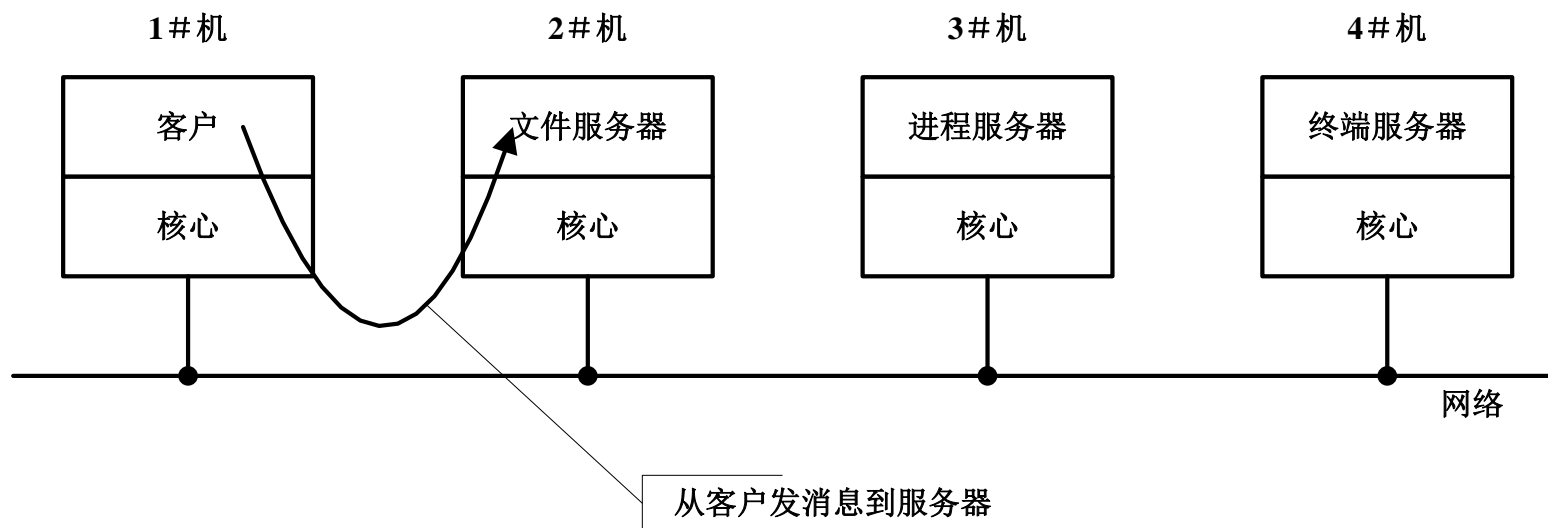 1＃机
2＃机
3＃机
4＃机
客户
文件服务器
进程服务器
终端服务器
核心
核心
核心
核心
网络
从客户发消息到服务器